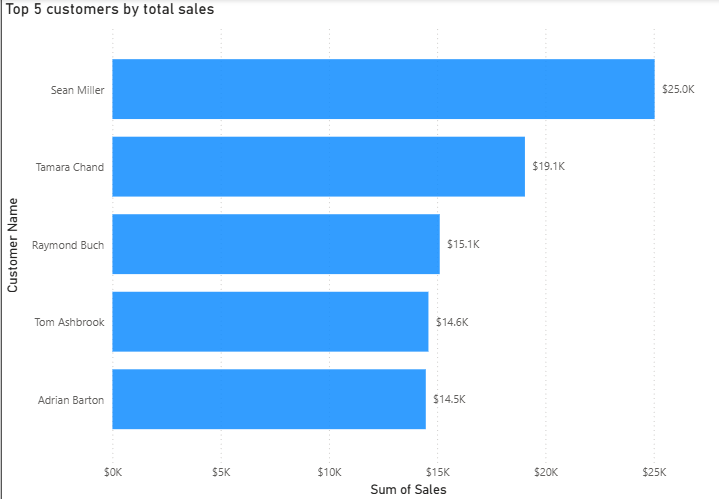 Top 5 customers by total sales
Customer Name
Sean Miller $25.0K
Tamara Chand $19.1K
Raymond Buch $15.1K
Tom Ashbrook $14.6K
Adrian Barton $14.5K
$0K $5K $10K $15K $20K $25K
Sum of Sales